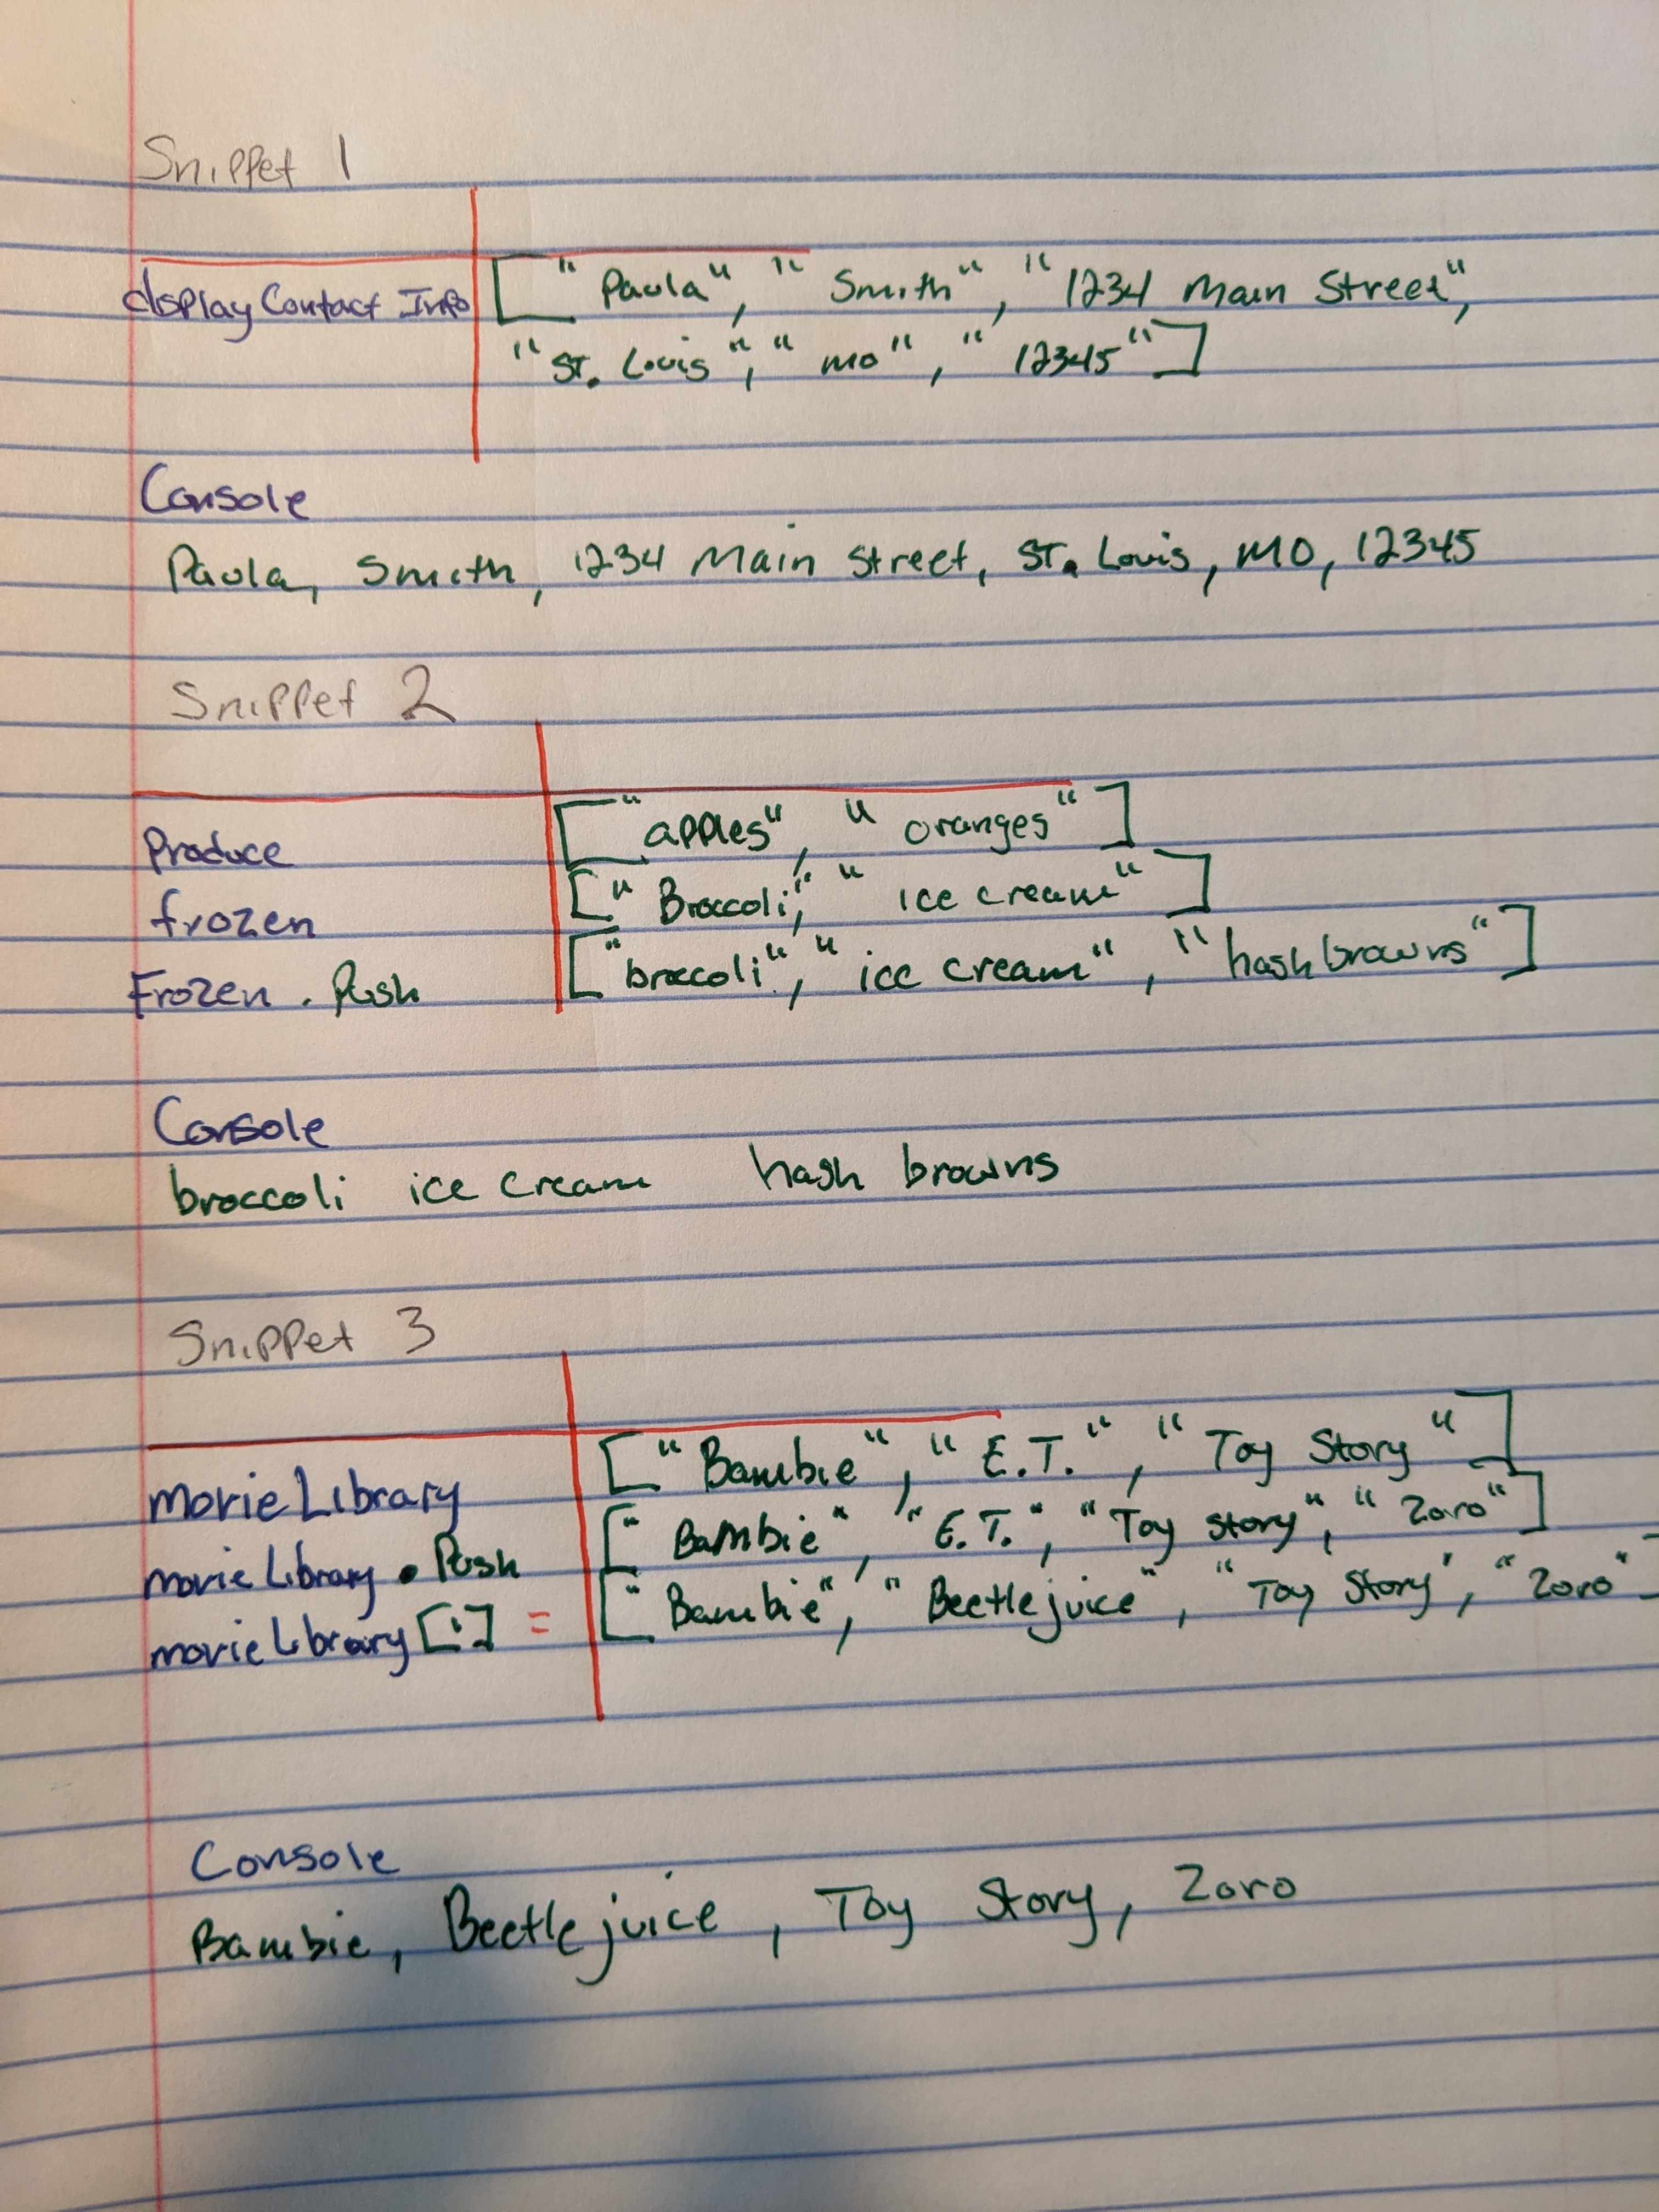 Snippet 1
displayContact Info ["Paula", "Smith", "1234 Main Street",
"St. Louis", "MO", "12345"]
Console
Paula, Smith, 1234 Main Street, St. Louis, MO, 12345
Snippet 2
Produce ["apples", "oranges"]
frozen ["Broccoli", "ice cream"]
Frozen . Push ["broccoli", "ice cream", "hash browns"]
Console
broccoli ice cream hash browns
Snippet 3
movieLibrary ["Bambie", "E.T.", "Toy Story"]
movieLibrary . Push ["Bambie", "E.T.", "Toy Story", "Zoro"]
movieLibrary [1] = ["Bambie", "Beetlejuice", "Toy Story", "Zoro"]
Console
Bambie, Beetlejuice, Toy Story, Zoro